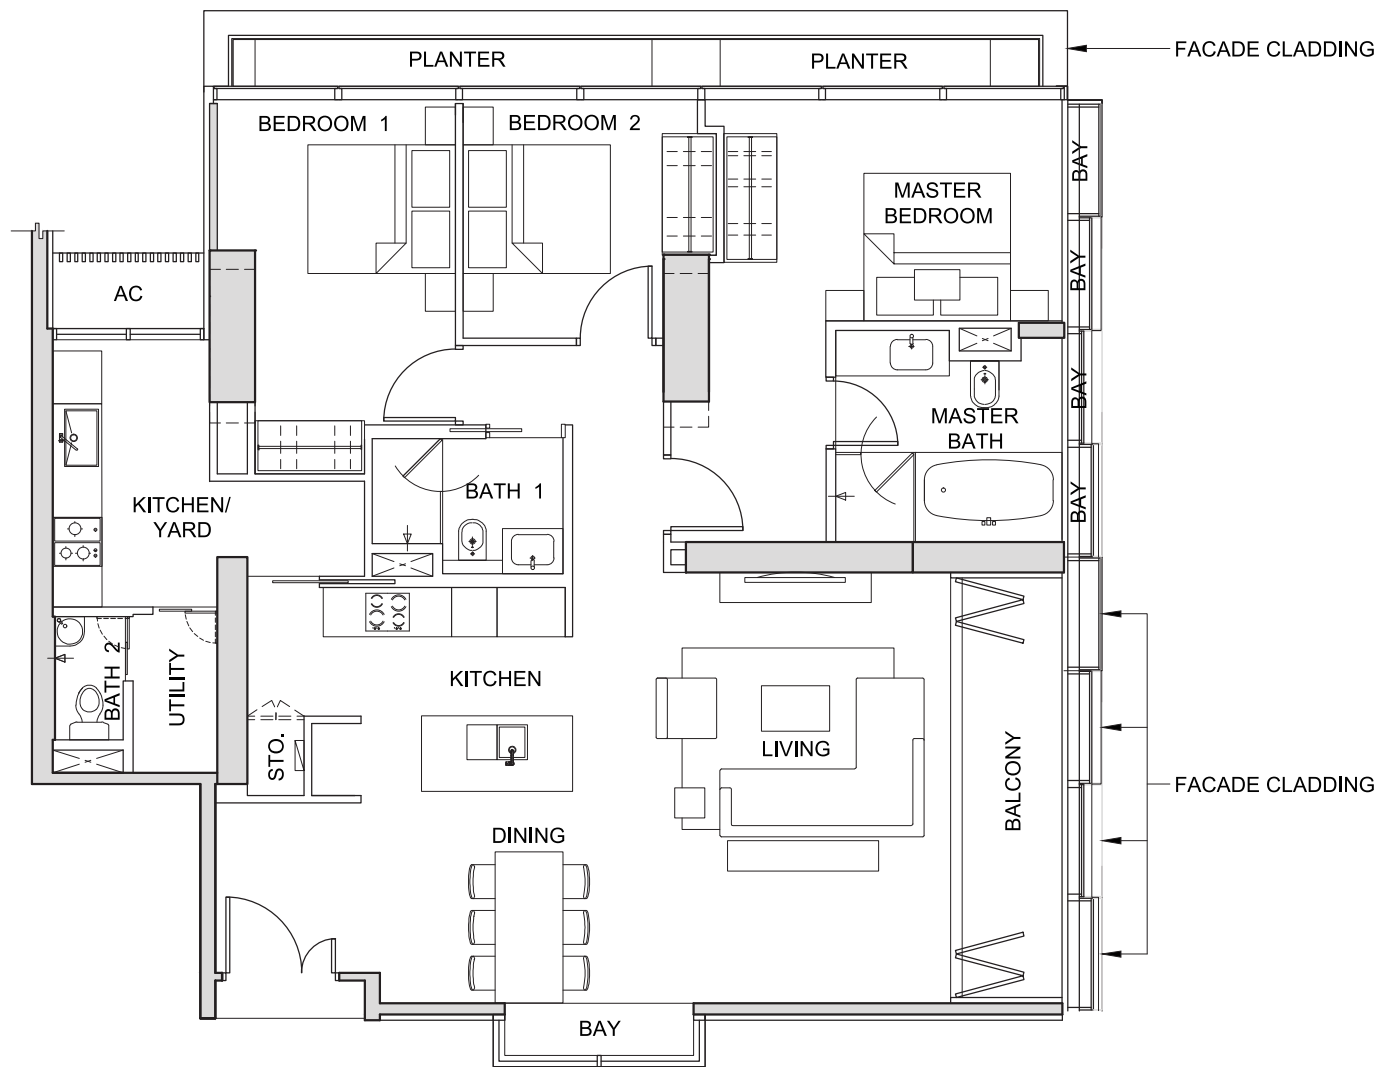 FACADE CLADDING
PLANTER
PLANTER
BEDROOM 1
BEDROOM 2
BAY
MASTER
BEDROOM
BAY
AC
BAY
MASTER
BATH
BATH 1
BAY
KITCHEN/
YARD
BATH 2
UTILITY
KITCHEN
STO.
LIVING
BALCONY
FACADE CLADDING
DINING
BAY